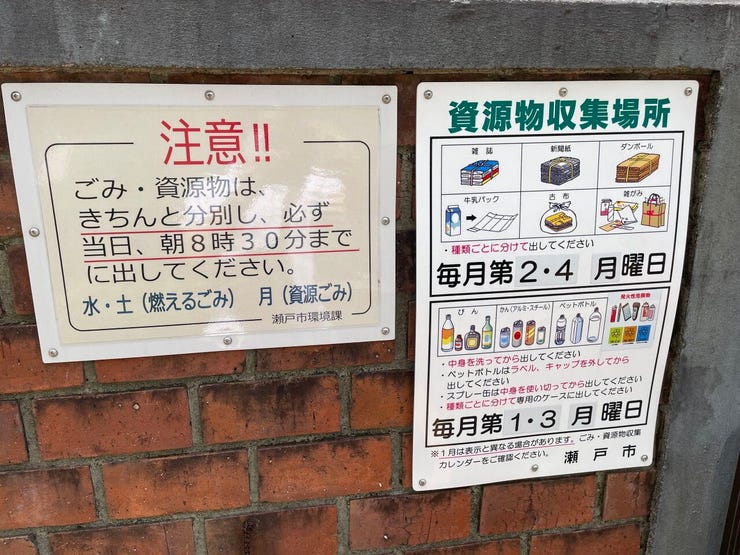 注意!!
ごみ・資源物は、
きちんと分別し、必ず
当日、朝8時30分まで
に出してください。
水・土（燃えるごみ）　月（資源ごみ）
瀬戸市環境課
資源物収集場所
雑誌　新聞紙　ダンボール
牛乳パック　古布　雑がみ
・種類ごとに分けて出してください
毎月第2・4月曜日
びん　かん(アルミ・スチール)　ペットボトル　発火性危険物
・中身を洗ってから出してください
・ペットボトルはラベル、キャップを外してから
出してください
・スプレー缶は中身を使い切ってから出してください
・種類ごとに分けて専用のケースに出してください
毎月第1・3月曜日
※1月は表示と異なる場合があります。ごみ・資源物収集
カレンダーをご確認ください。　瀬戸市